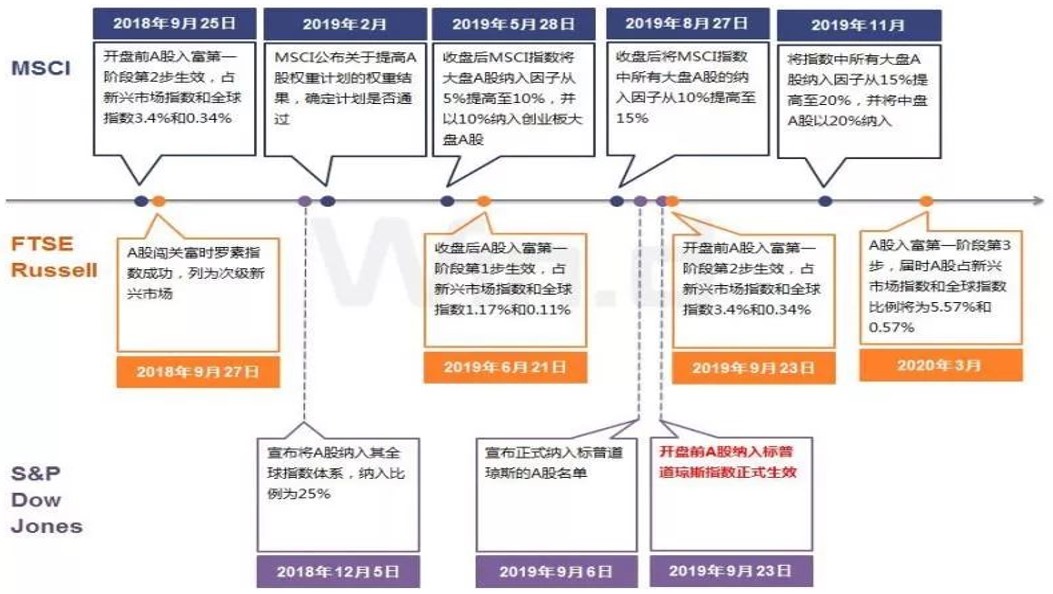 MSCI
2018年9月25日
开盘前A股入富第一
阶段第2步生效，占
新兴市场指数和全球
指数3.4%和0.34%
2019年2月
MSCI公布关于提高A
股权重计划的权重结
果，确定计划是否通
过
2019年5月28日
收盘后MSCI指数将
大盘A股纳入因子从
5%提高至10%，并
以10%纳入创业板大
盘A股
2019年8月27日
收盘后将MSCI指数
中所有大盘A股的纳
入因子从10%提高至
15%
2019年11月
将指数中所有大盘A
股纳入因子从15%提
高至20%，并将中盘
A股以20%纳入
FTSE
Russell
A股闯关富时罗素指
数成功，列为次级新
兴市场
2018年9月27日
收盘后A股入富第一
阶段第1步生效，占
新兴市场指数和全球
指数1.17%和0.11%
2019年6月21日
开盘前A股入富第一
阶段第2步生效，占
新兴市场指数和全球
指数3.4%和0.34%
2019年9月23日
A股入富第一阶段第3
步，届时A股占新兴
市场指数和全球指数
比例将为5.57%和
0.57%
2020年3月
S&P
Dow
Jones
宣布将A股纳入其全
球指数体系，纳入比
例为25%
2018年12月5日
宣布正式纳入标普道
琼斯的A股名单
2019年9月6日
开盘前A股纳入标普
道琼斯指数正式生效
2019年9月23日